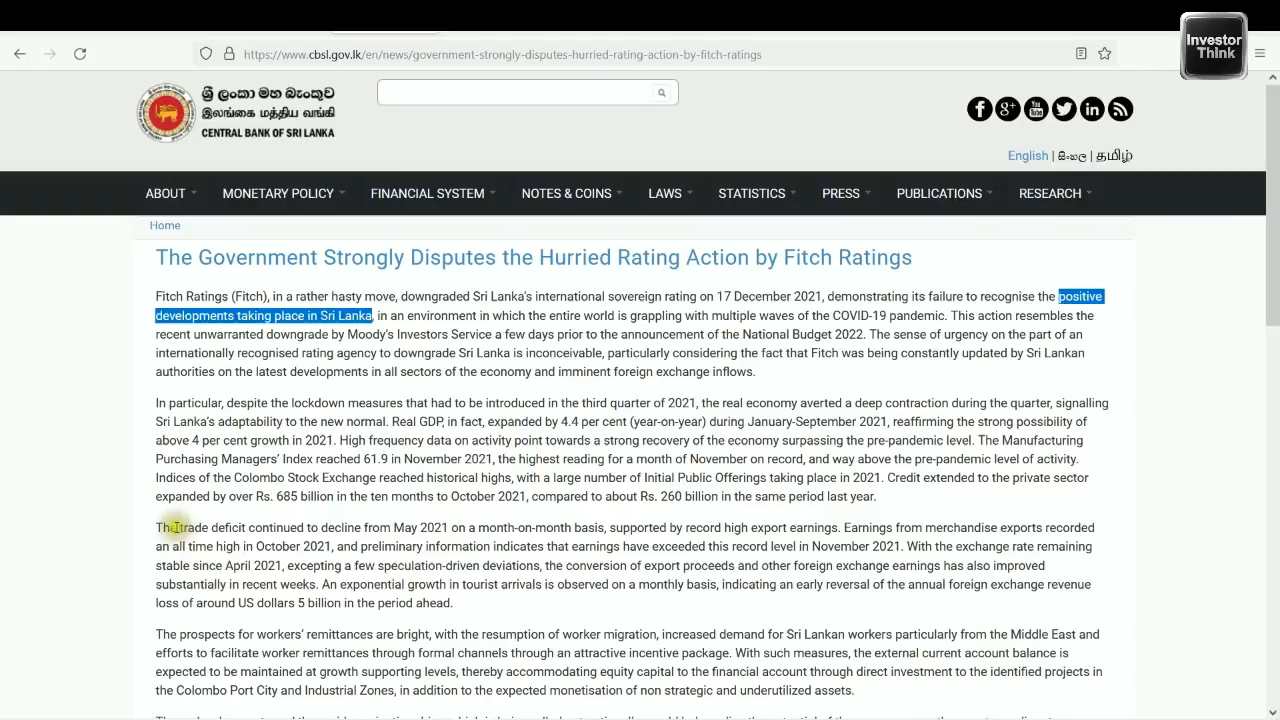 Investor
Think
https://www.cbsl.gov.lk/en/news/government-strongly-disputes-hurried-rating-action-by-fitch-ratings
ශ්‍රී ලංකා මහ බැංකුව
இலங்கை மத்திய வங்கி
CENTRAL BANK OF SRI LANKA
f g+ You Tube in
English | සිංහල | தமிழ்
ABOUT MONETARY POLICY FINANCIAL SYSTEM NOTES & COINS LAWS STATISTICS PRESS PUBLICATIONS RESEARCH
Home
The Government Strongly Disputes the Hurried Rating Action by Fitch Ratings
Fitch Ratings (Fitch), in a rather hasty move, downgraded Sri Lanka's international sovereign rating on 17 December 2021, demonstrating its failure to recognise the positive
developments taking place in Sri Lanka, in an environment in which the entire world is grappling with multiple waves of the COVID-19 pandemic. This action resembles the
recent unwarranted downgrade by Moody's Investors Service a few days prior to the announcement of the National Budget 2022. The sense of urgency on the part of an
internationally recognised rating agency to downgrade Sri Lanka is inconceivable, particularly considering the fact that Fitch was being constantly updated by Sri Lankan
authorities on the latest developments in all sectors of the economy and imminent foreign exchange inflows.
In particular, despite the lockdown measures that had to be introduced in the third quarter of 2021, the real economy averted a deep contraction during the quarter, signalling
Sri Lanka's adaptability to the new normal. Real GDP, in fact, expanded by 4.4 per cent (year-on-year) during January-September 2021, reaffirming the strong possibility of
above 4 per cent growth in 2021. High frequency data on activity point towards a strong recovery of the economy surpassing the pre-pandemic level. The Manufacturing
Purchasing Managers' Index reached 61.9 in November 2021, the highest reading for a month of November on record, and way above the pre-pandemic level of activity.
Indices of the Colombo Stock Exchange reached historical highs, with a large number of Initial Public Offerings taking place in 2021. Credit extended to the private sector
expanded by over Rs. 685 billion in the ten months to October 2021, compared to about Rs. 260 billion in the same period last year.
The trade deficit continued to decline from May 2021 on a month-on-month basis, supported by record high export earnings. Earnings from merchandise exports recorded
an all time high in October 2021, and preliminary information indicates that earnings have exceeded this record level in November 2021. With the exchange rate remaining
stable since April 2021, excepting a few speculation-driven deviations, the conversion of export proceeds and other foreign exchange earnings has also improved
substantially in recent weeks. An exponential growth in tourist arrivals is observed on a monthly basis, indicating an early reversal of the annual foreign exchange revenue
loss of around US dollars 5 billion in the period ahead.
The prospects for workers' remittances are bright, with the resumption of worker migration, increased demand for Sri Lankan workers particularly from the Middle East and
efforts to facilitate worker remittances through formal channels through an attractive incentive package. With such measures, the external current account balance is
expected to be maintained at growth supporting levels, thereby accommodating equity capital to the financial account through direct investment to the identified projects in
the Colombo Port City and Industrial Zones, in addition to the expected monetisation of non strategic and underutilized assets.